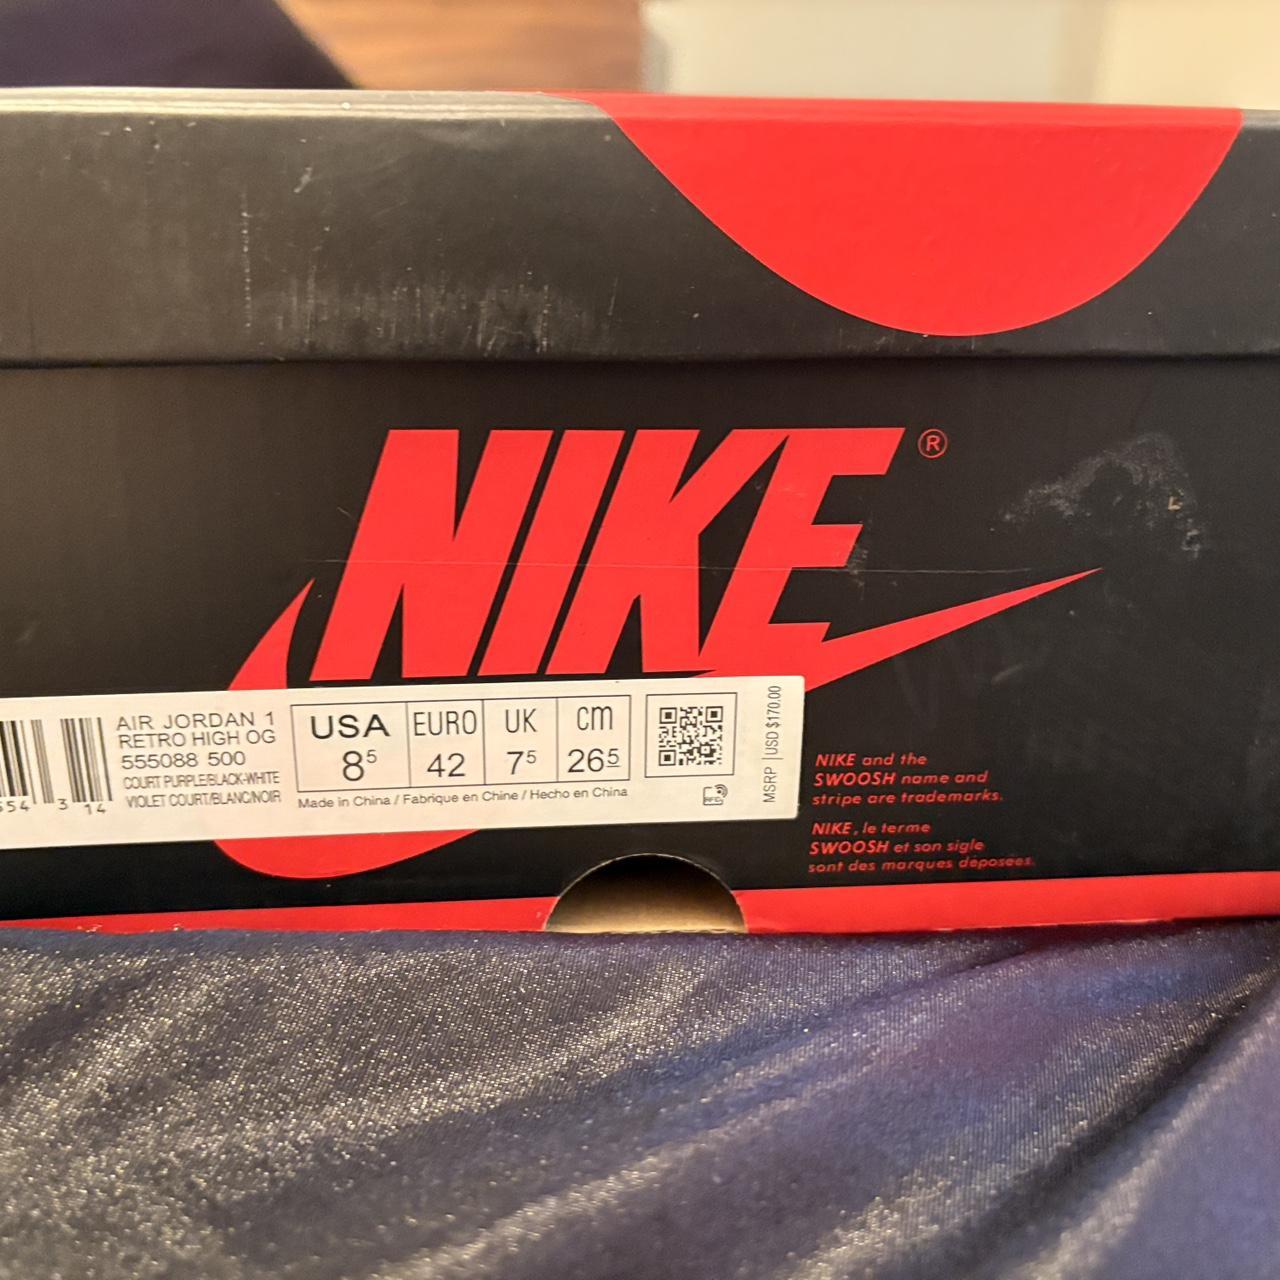 NIKE®
AIR JORDAN 1
RETRO HIGH OG
555088 500
COURT PURPLE/BLACK-WHITE
VIOLET COURT/BLANC/NOIR
3 14
USA EURO UK cm
8⁵ 42 7⁵ 26⁵
Made in China / Fabrique en Chine / Hecho en China
RFID
MSRP USD $170.00
NIKE and the
SWOOSH name and
stripe are trademarks.
NIKE, le terme
SWOOSH et son sigle
sont des marques déposées.